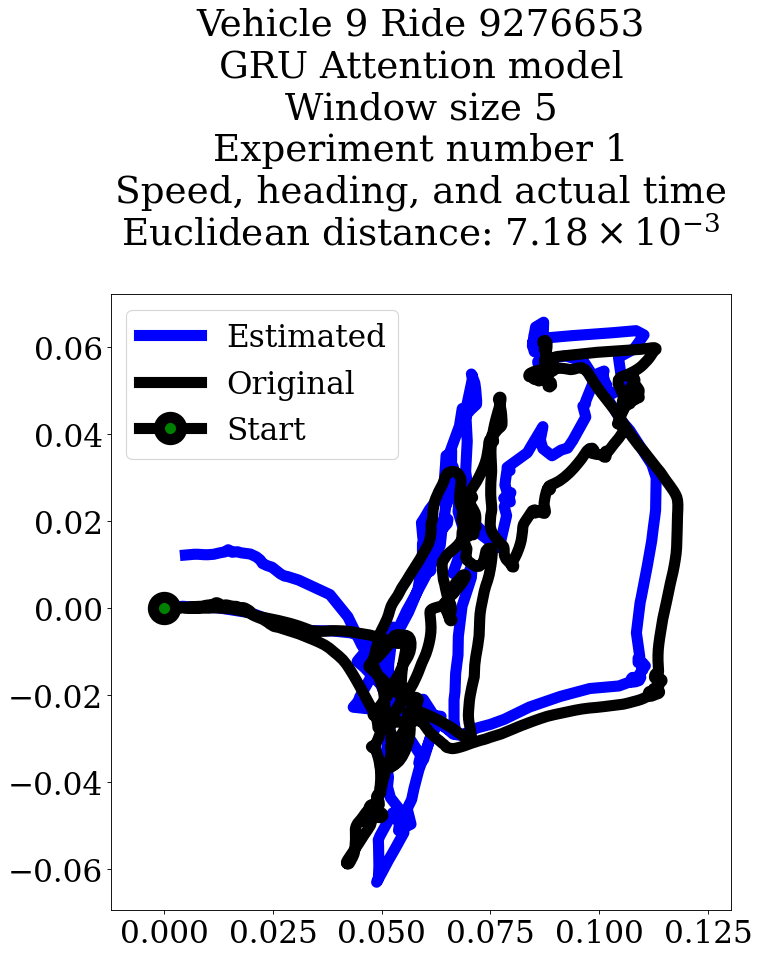 Vehicle 9 Ride 9276653
GRU Attention model
Window size 5
Experiment number 1
Speed, heading, and actual time
Euclidean distance: 7.18 × 10⁻³
Estimated
Original
Start
0.06
0.04
0.02
0.00
−0.02
−0.04
−0.06
0.000 0.025 0.050 0.075 0.100 0.125